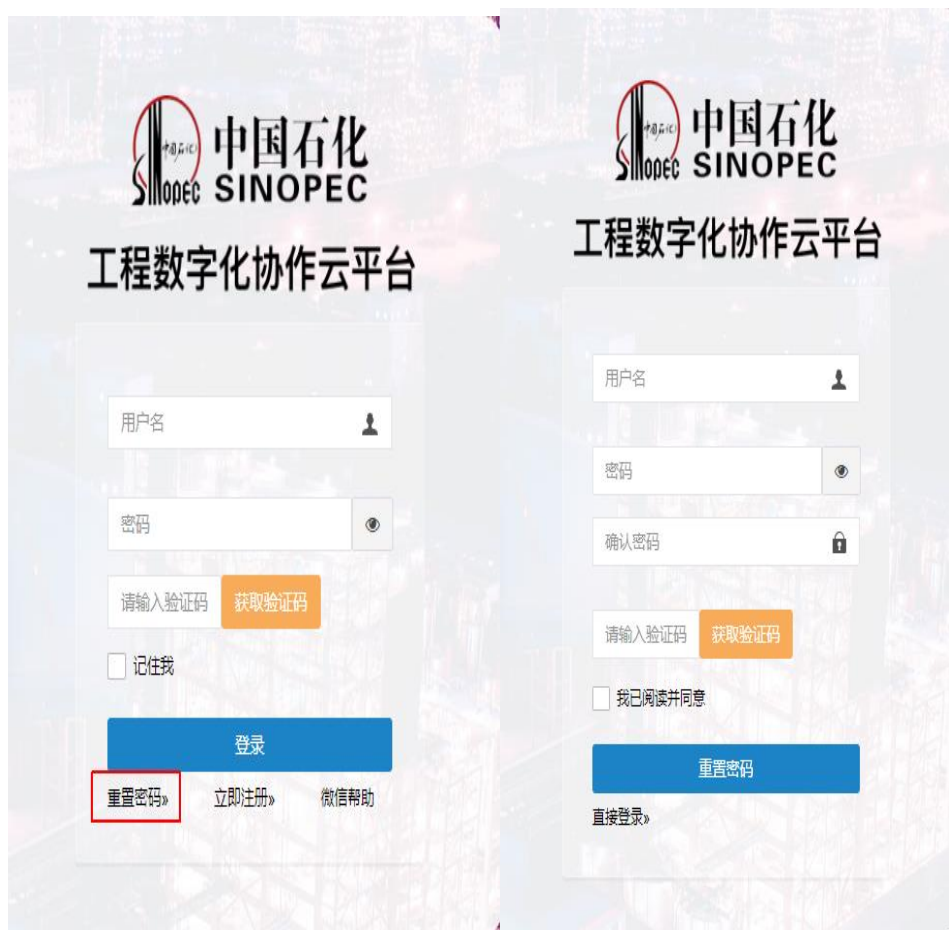 中国石化
SINOPEC
SINOPEC
工程数字化协作云平台
用户名
密码
请输入验证码 获取验证码
记住我
登录
重置密码» 立即注册» 微信帮助
中国石化
SINOPEC
SINOPEC
工程数字化协作云平台
用户名
密码
确认密码
请输入验证码 获取验证码
我已阅读并同意
重置密码
直接登录»